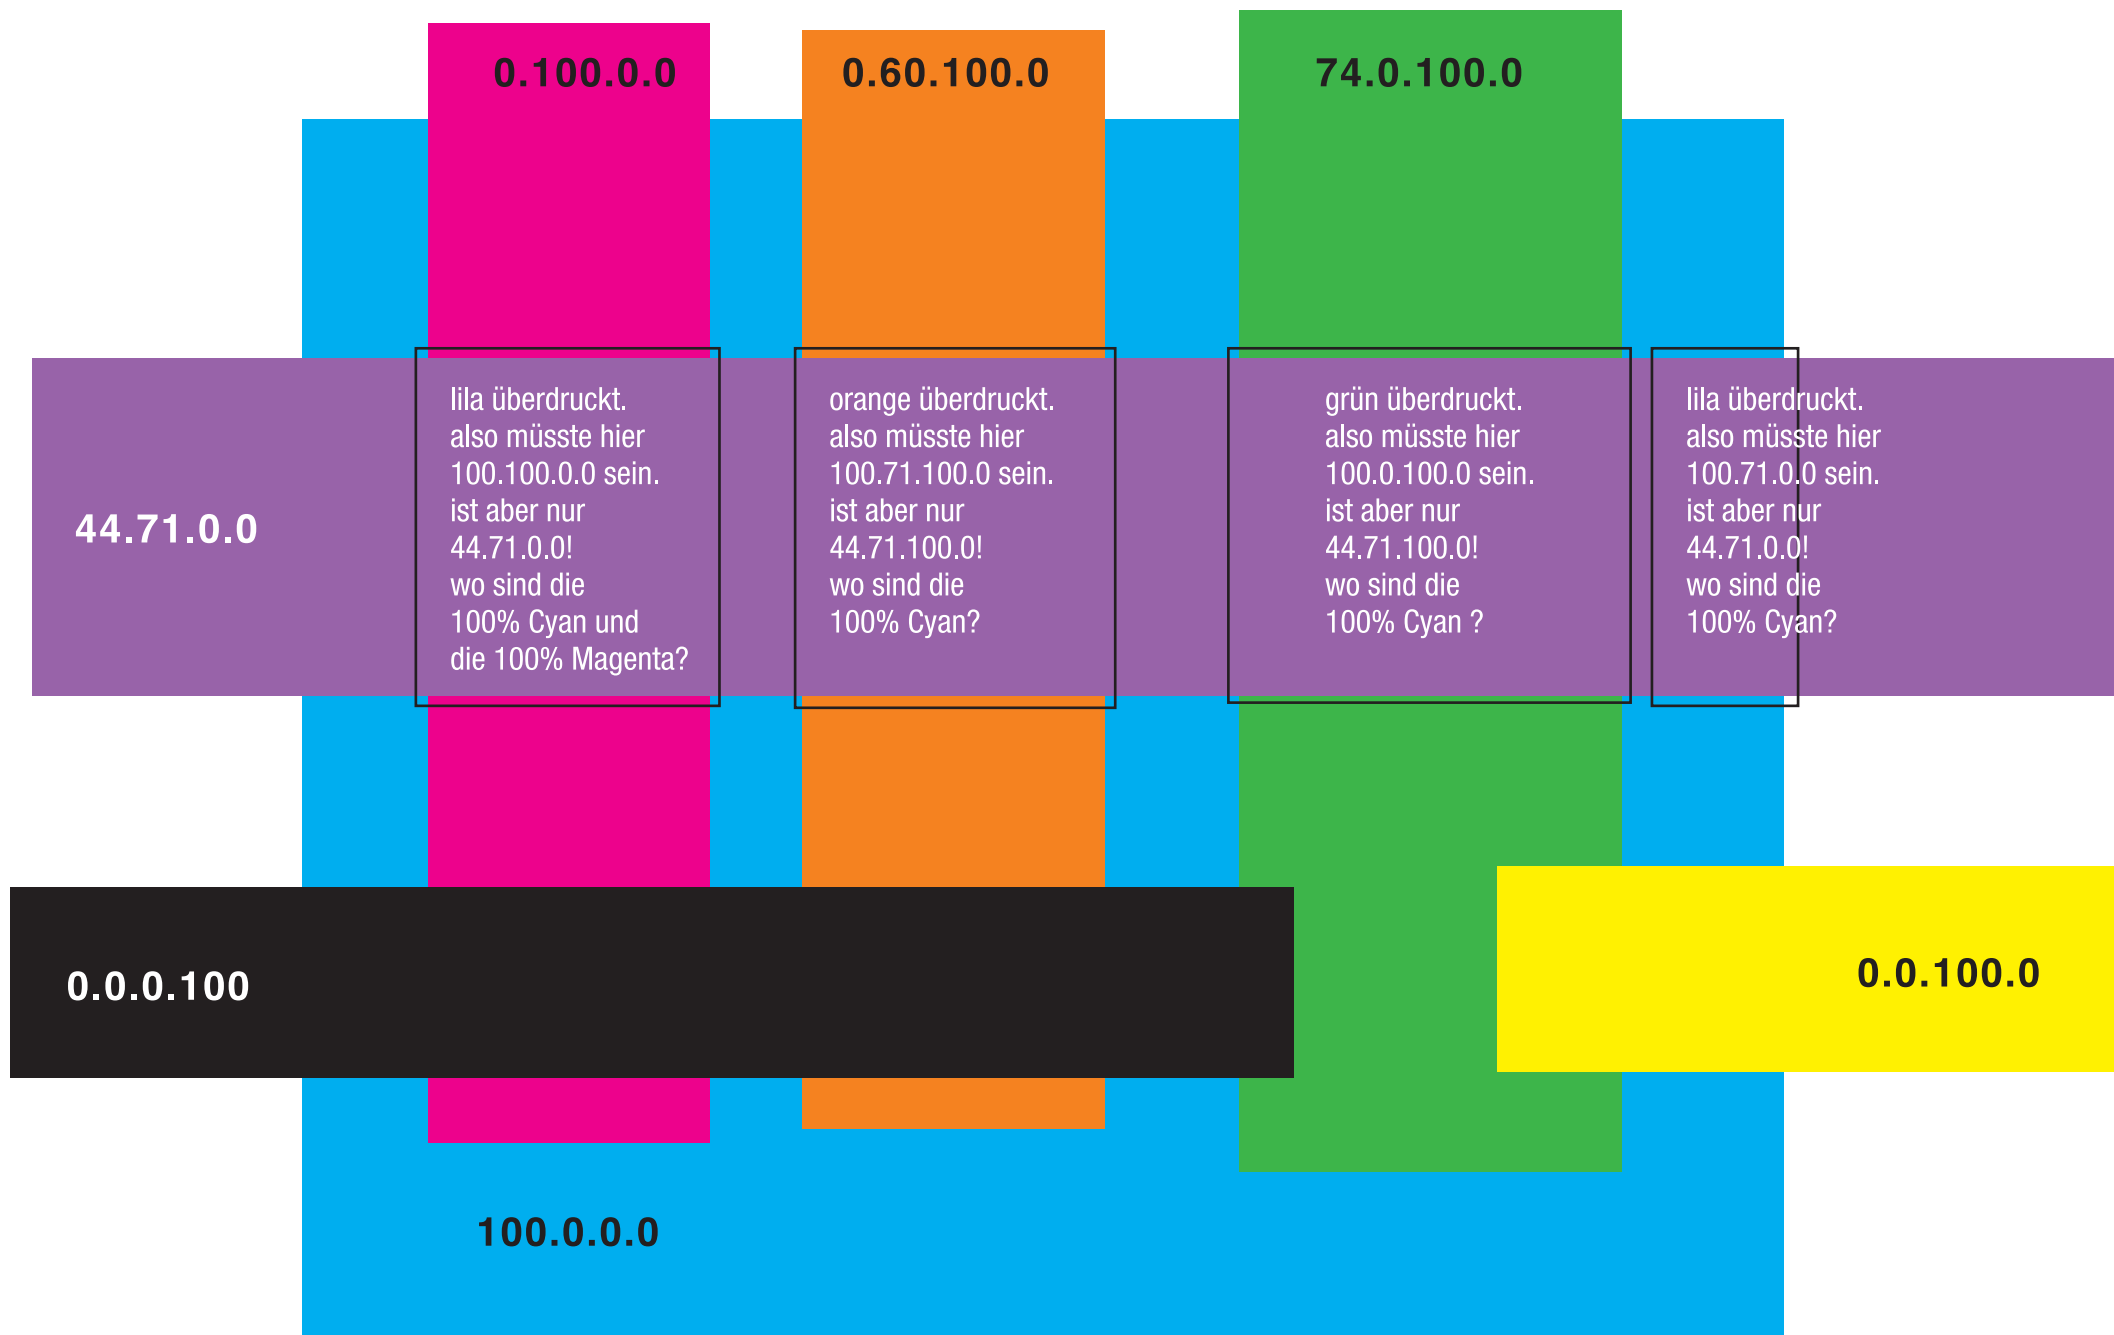 0.100.0.0
0.60.100.0
74.0.100.0
44.71.0.0
lila überdruckt.
also müsste hier
100.100.0.0 sein.
ist aber nur
44.71.0.0!
wo sind die
100% Cyan und
die 100% Magenta?
orange überdruckt.
also müsste hier
100.71.100.0 sein.
ist aber nur
44.71.100.0!
wo sind die
100% Cyan?
grün überdruckt.
also müsste hier
100.0.100.0 sein.
ist aber nur
44.71.100.0!
wo sind die
100% Cyan ?
lila überdruckt.
also müsste hier
100.71.0.0 sein.
ist aber nur
44.71.0.0!
wo sind die
100% Cyan?
0.0.0.100
0.0.100.0
100.0.0.0